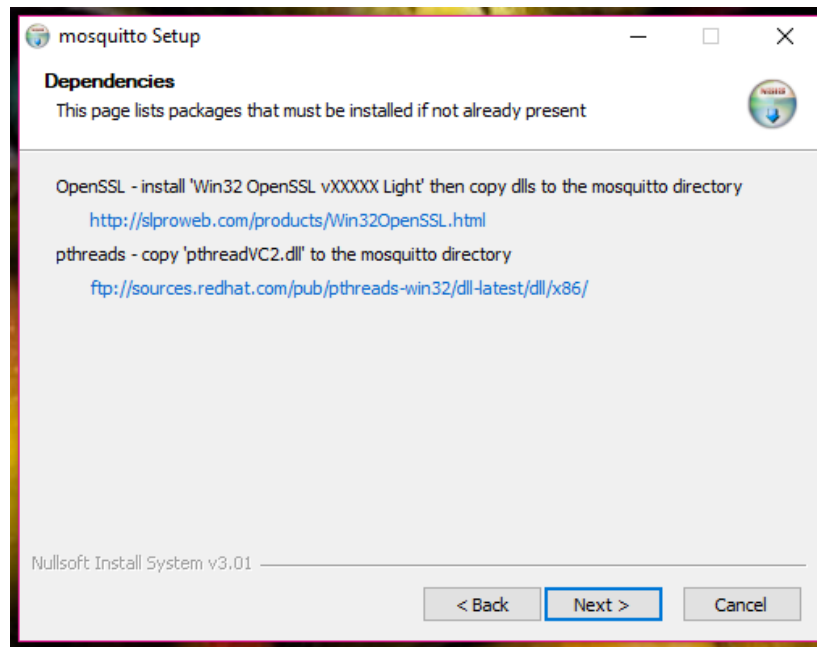 mosquitto Setup
Dependencies
This page lists packages that must be installed if not already present
OpenSSL - install 'Win32 OpenSSL vXXXXX Light' then copy dlls to the mosquitto directory
http://slproweb.com/products/Win32OpenSSL.html
pthreads - copy 'pthreadVC2.dll' to the mosquitto directory
ftp://sources.redhat.com/pub/pthreads-win32/dll-latest/dll/x86/
Nullsoft Install System v3.01
< Back Next > Cancel